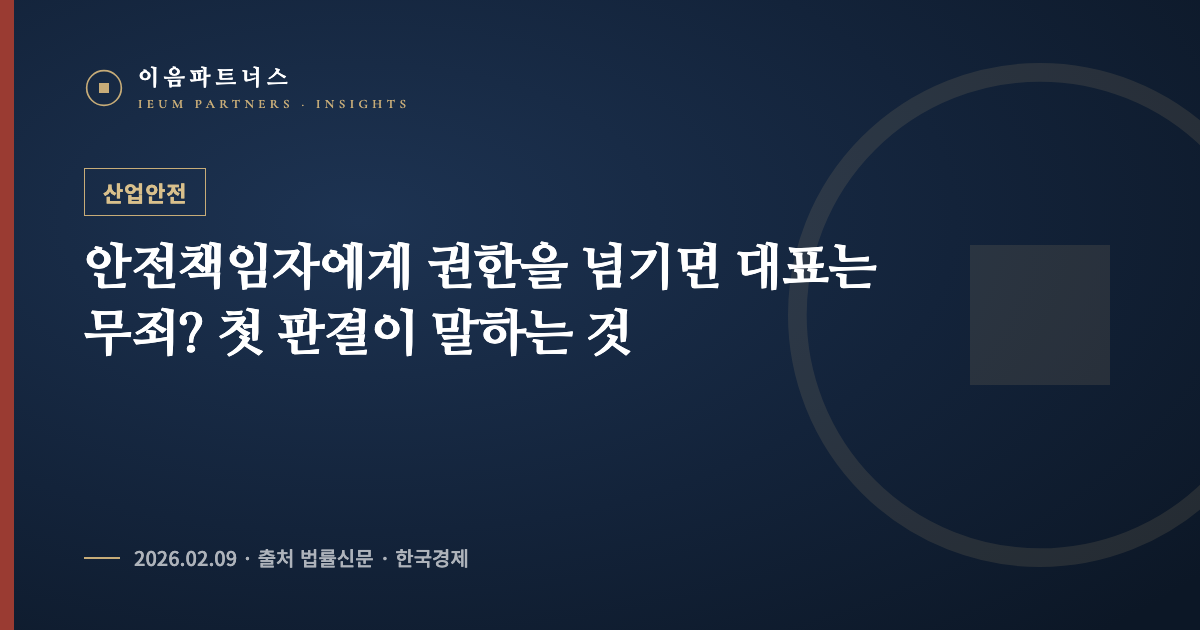 이음파트너스
IEUM PARTNERS · INSIGHTS
산업안전
안전책임자에게 권한을 넘기면 대표는
무죄? 첫 판결이 말하는 것
2026.02.09 · 출처 법률신문 · 한국경제